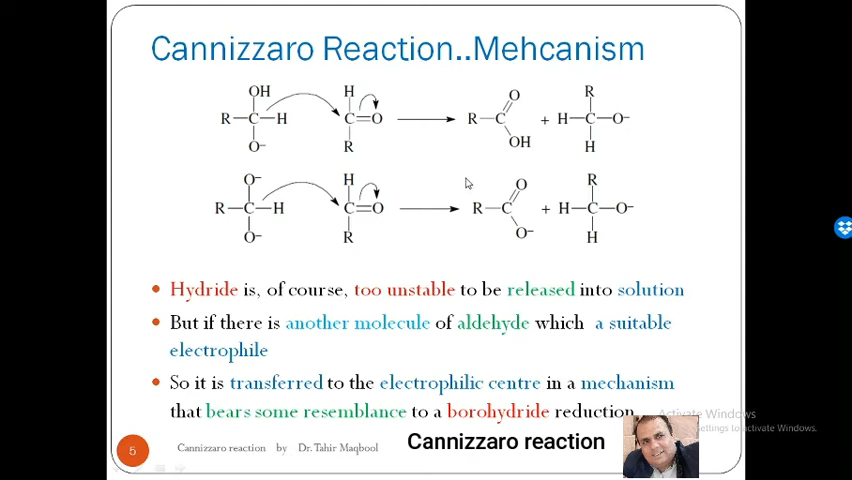 Cannizzaro Reaction..Mehcanism
OH H O R
R—C—H C=O R—C + H—C—O⁻
O⁻ R OH H
O⁻ H O R
R—C—H C=O R—C + H—C—O⁻
O⁻ R O⁻ H
• Hydride is, of course, too unstable to be released into solution
• But if there is another molecule of aldehyde which a suitable
electrophile
• So it is transferred to the electrophilic centre in a mechanism
that bears some resemblance to a borohydride reduction
Activate Windows
Settings to activate Windows.
5 Cannizzaro reaction by Dr. Tahir Maqbool
Cannizzaro reaction